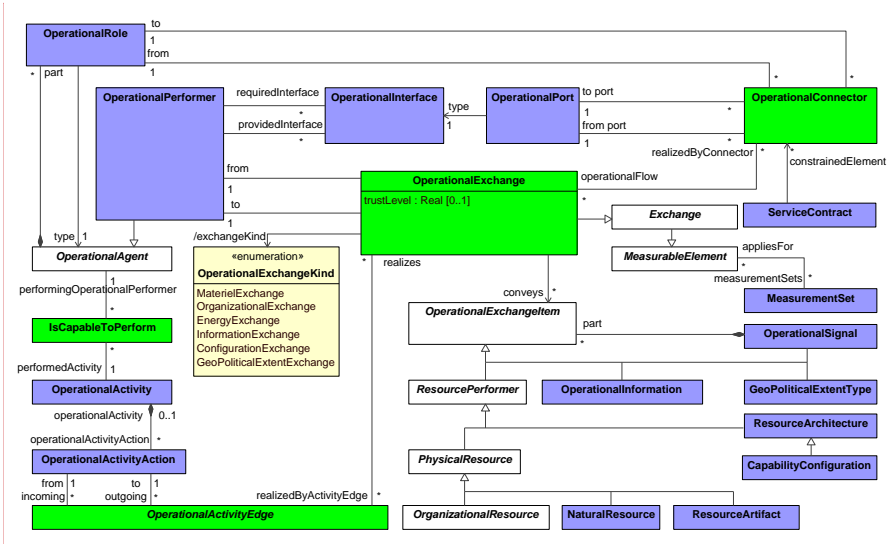 to
OperationalRole
1
from
*
part
1
*
*
OperationalPerformer
requiredInterface
OperationalInterface
type
OperationalPort
to port
OperationalConnector
*
1
1
*
providedInterface
from port
*
1
*
realizedByConnector
*
*
constrainedElement
from
OperationalExchange
operationalFlow
1
trustLevel : Real [0..1]
*
to
Exchange
ServiceContract
1
/exchangeKind
type
1
OperationalAgent
«enumeration»
OperationalExchangeKind
realizes
*
MeasurableElement
appliesFor
*
1
performingOperationalPerformer
MaterielExchange
OrganizationalExchange
EnergyExchange
InformationExchange
ConfigurationExchange
GeoPoliticalExtentExchange
conveys
*
measurementSets
*
MeasurementSet
*
IsCapableToPerform
OperationalExchangeItem
part
*
OperationalSignal
*
performedActivity
1
OperationalActivity
ResourcePerformer
OperationalInformation
GeoPoliticalExtentType
operationalActivity
0..1
ResourceArchitecture
operationalActivityAction
*
OperationalActivityAction
PhysicalResource
CapabilityConfiguration
from
1
to
1
incoming
*
outgoing
*
realizedByActivityEdge
*
OperationalActivityEdge
OrganizationalResource
NaturalResource
ResourceArtifact